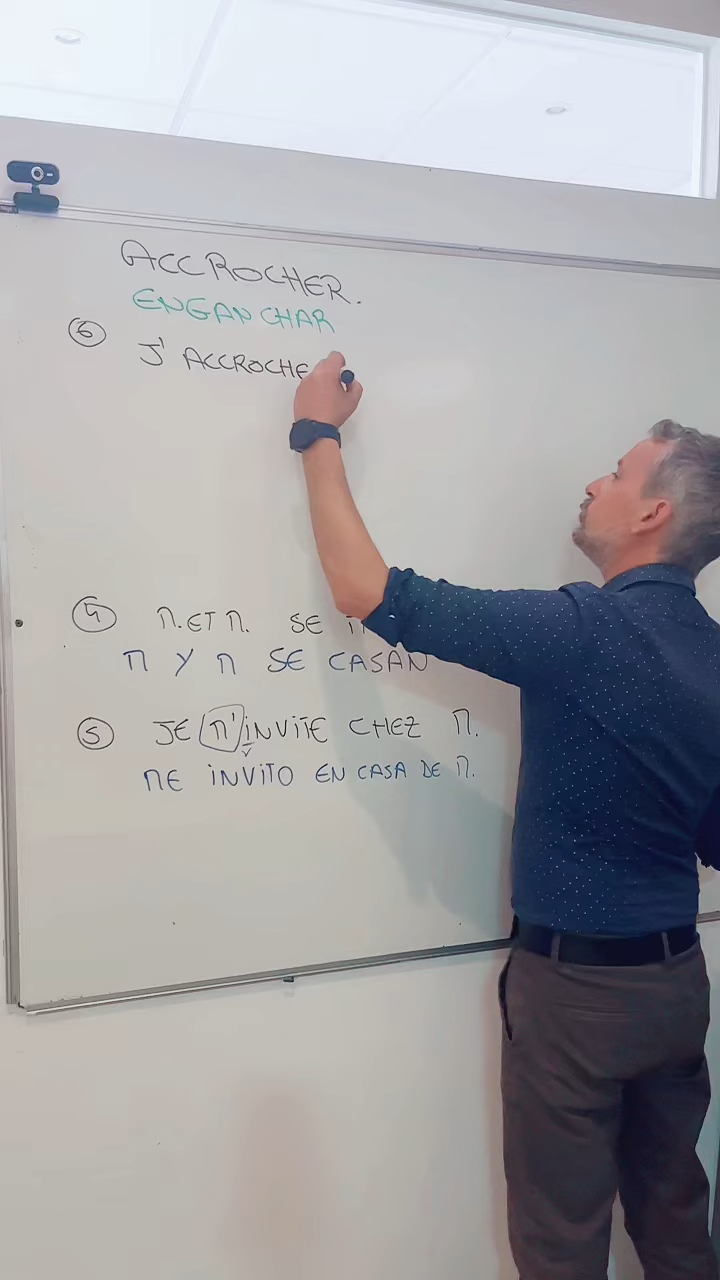 ACCROCHER.
ENGANCHAR
6 J' ACCROCHE
4 M. ET M. SE
M Y M SE CASAN
5 JE M'INVITE CHEZ M.
ME INVITO EN CASA DE M.